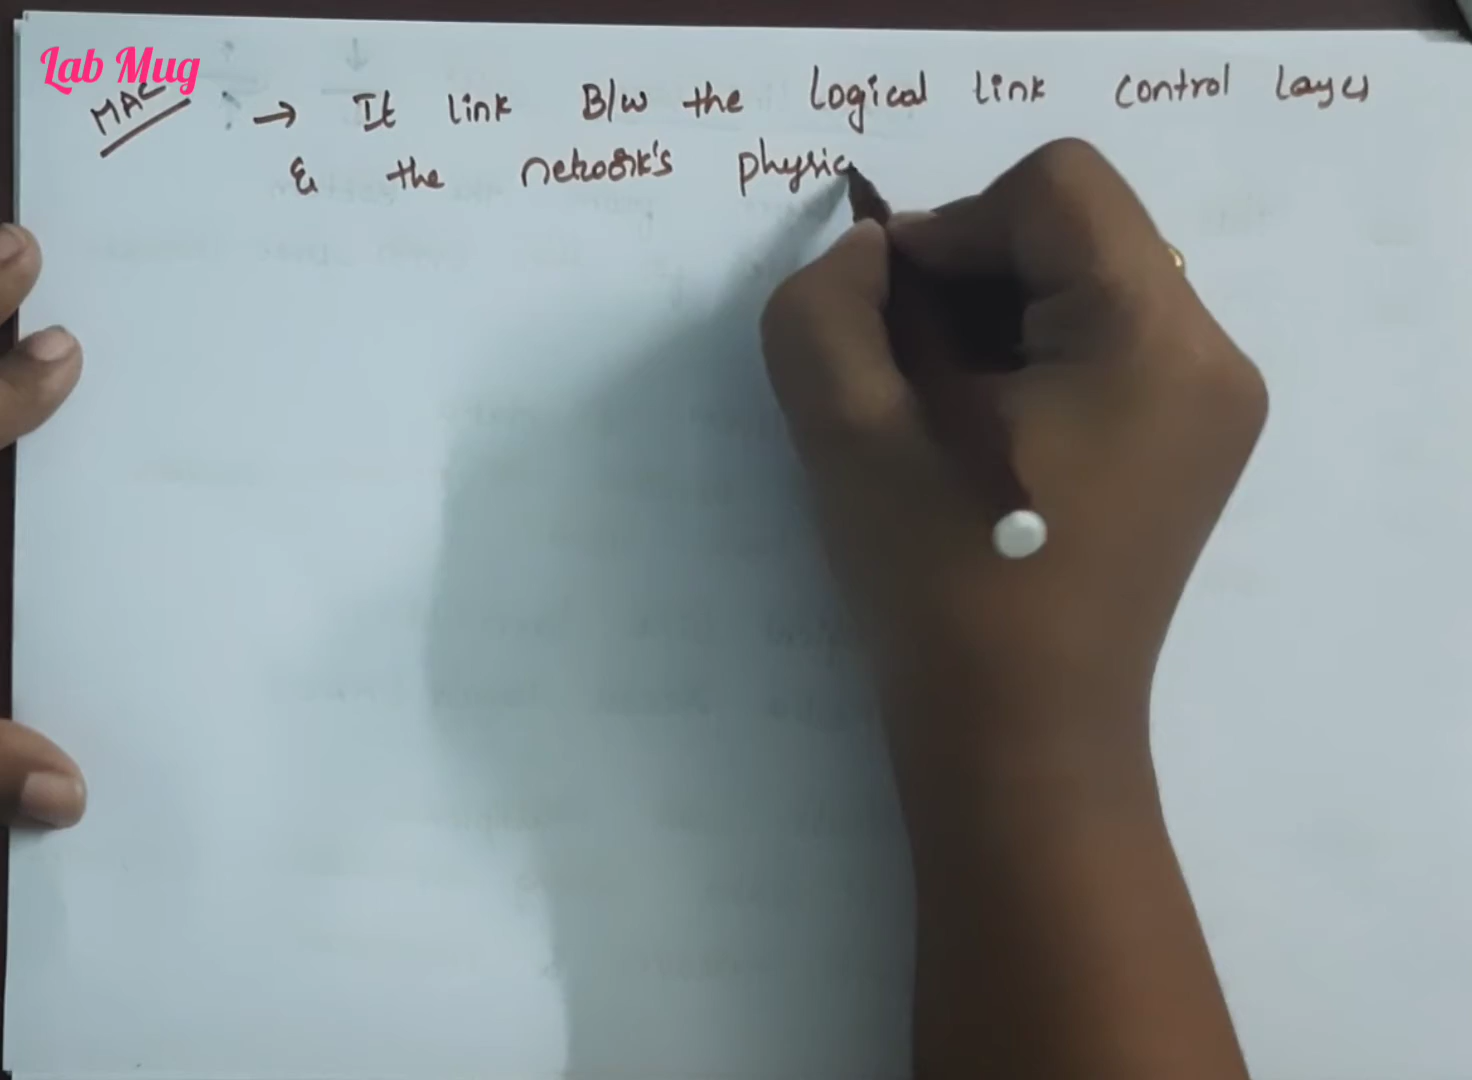 Lab Mug
MAC : → It link B/w the Logical link control layer
& the network's physic